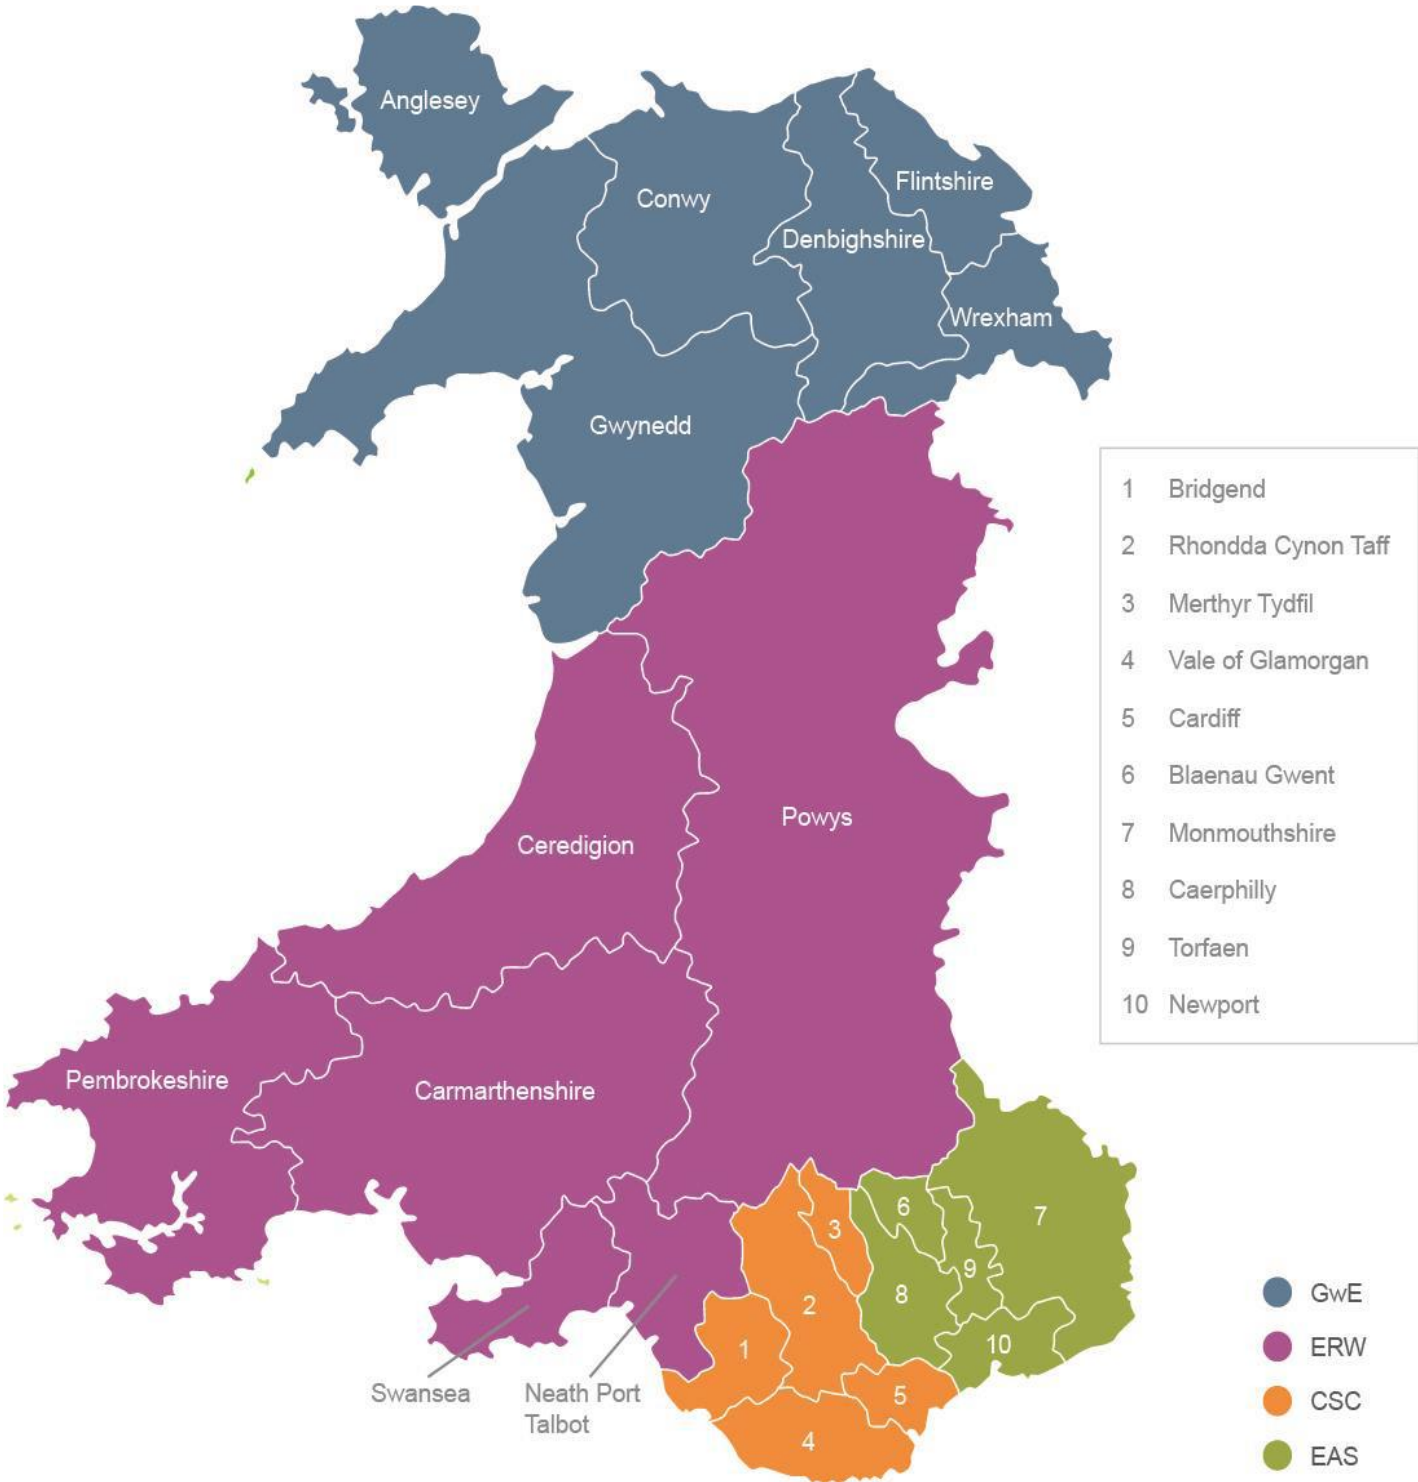 Anglesey
Conwy
Flintshire
Denbighshire
Wrexham
Gwynedd
Powys
Ceredigion
Pembrokeshire
Carmarthenshire
Swansea
Neath Port
Talbot
1
2
3
4
5
6
7
8
9
10
1 Bridgend
2 Rhondda Cynon Taff
3 Merthyr Tydfil
4 Vale of Glamorgan
5 Cardiff
6 Blaenau Gwent
7 Monmouthshire
8 Caerphilly
9 Torfaen
10 Newport
GwE
ERW
CSC
EAS